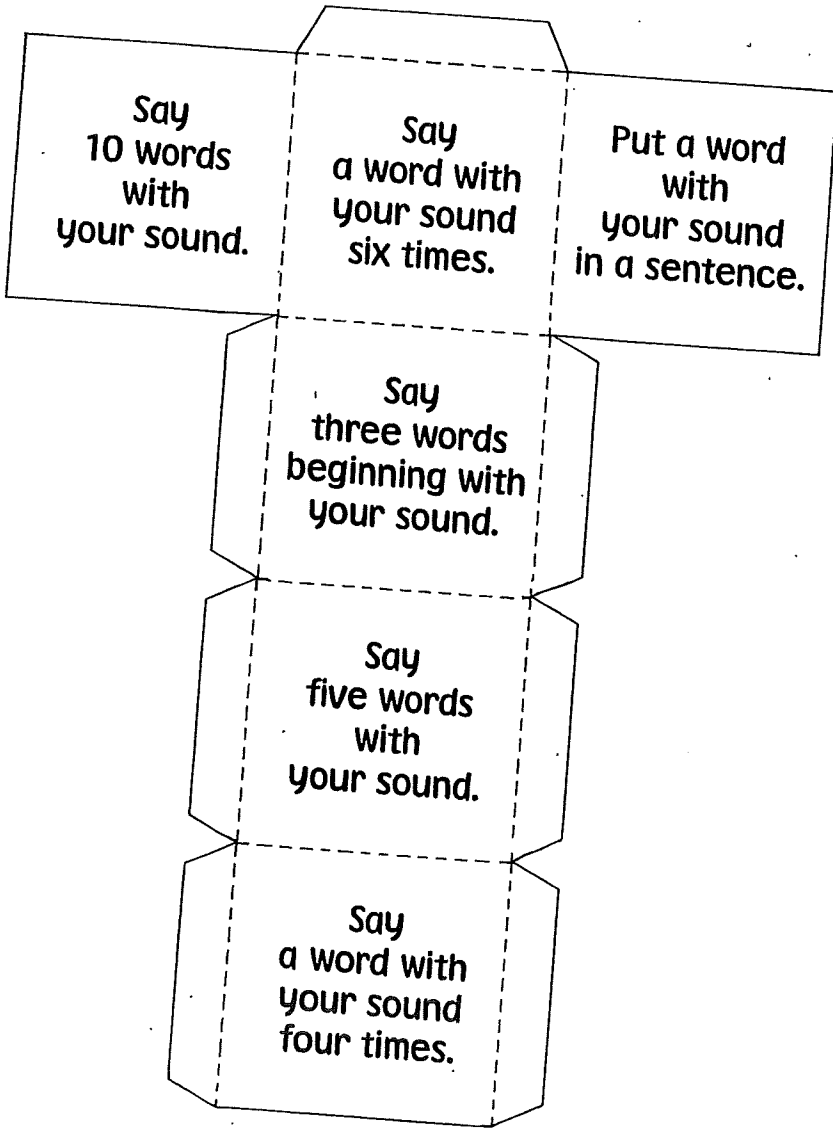 Say
10 words
with
your sound.
Say
a word with
your sound
six times.
Put a word
with
your sound
in a sentence.
Say
three words
beginning with
your sound.
Say
five words
with
your sound.
Say
a word with
your sound
four times.